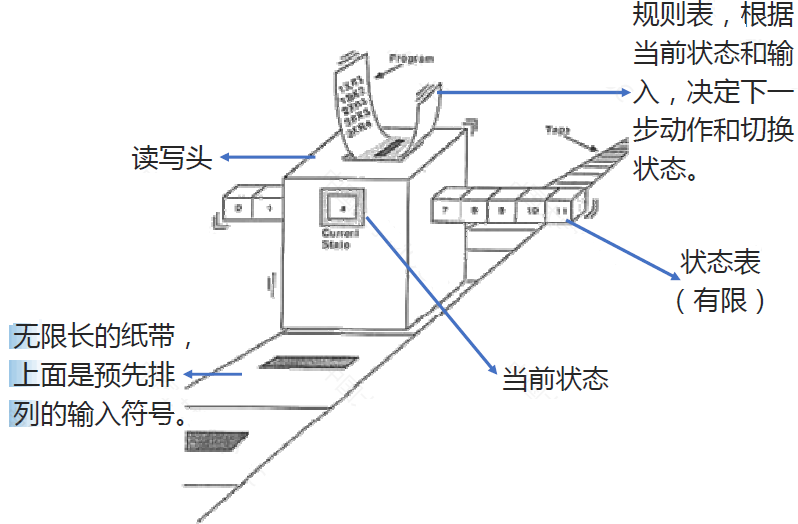 规则表，根据
当前状态和输
入，决定下一
步动作和切换
状态。
Program
Tape
读写头
0 1
4
Current
State
7 8 9 10 11
状态表
（有限）
无限长的纸带，
上面是预先排
列的输入符号。
当前状态